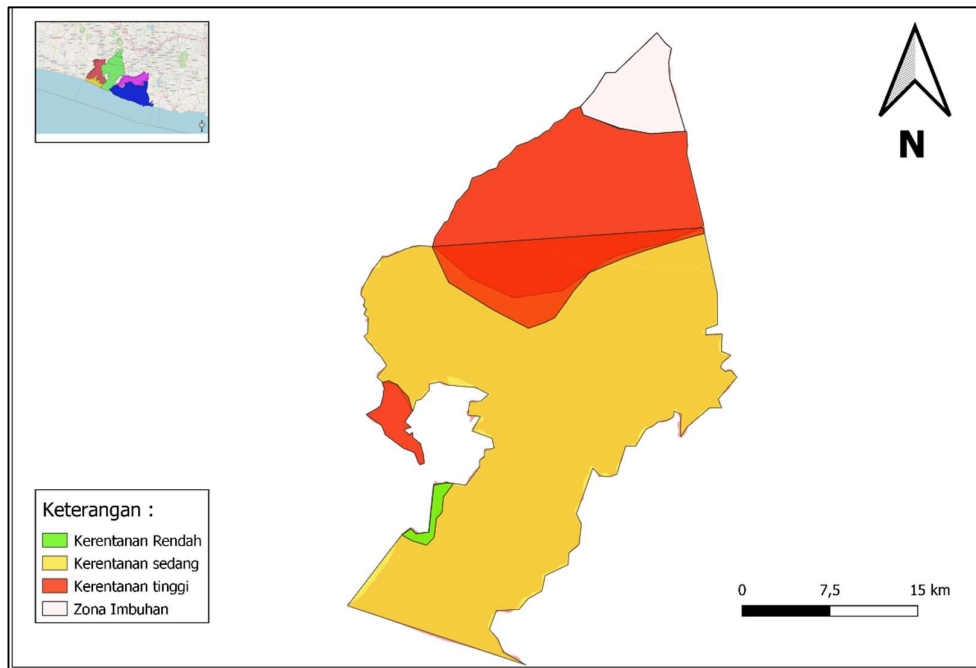 N
Keterangan :
Kerentanan Rendah
Kerentanan sedang
Kerentanan tinggi
Zona Imbuhan
0 7,5 15 km